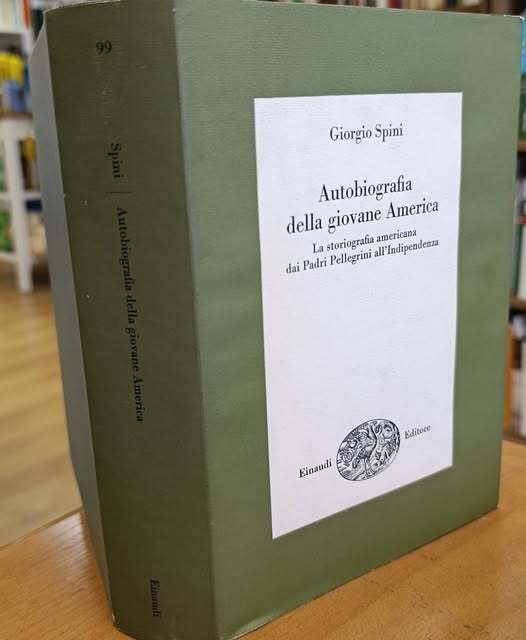 99
Spini
Autobiografia della giovane America
Einaudi
Giorgio Spini
Autobiografia
della giovane America
La storiografia americana
dai Padri Pellegrini all'Indipendenza
Einaudi Editore